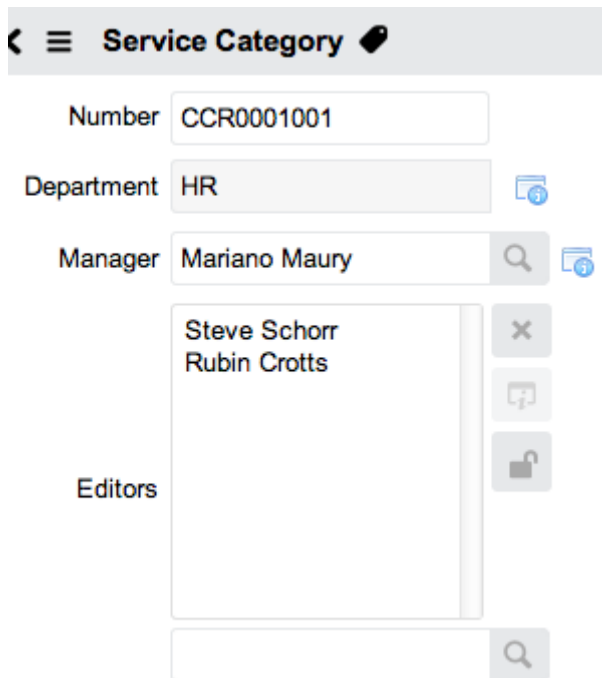 Service Category
Number CCR0001001
Department HR
Manager Mariano Maury
Steve Schorr
Rubin Crotts
Editors